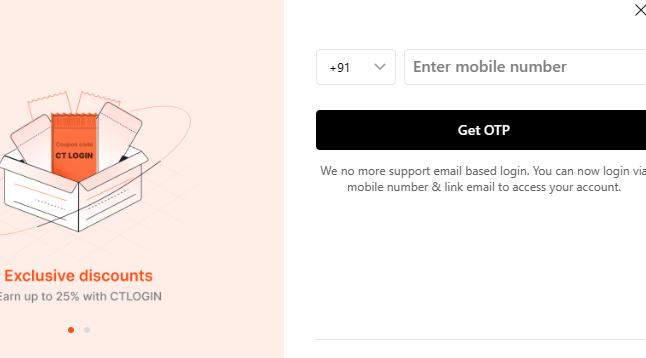 +91
Enter mobile number
Get OTP
We no more support email based login. You can now login via
mobile number & link email to access your account.
Coupon code
CT LOGIN
Exclusive discounts
Earn up to 25% with CTLOGIN